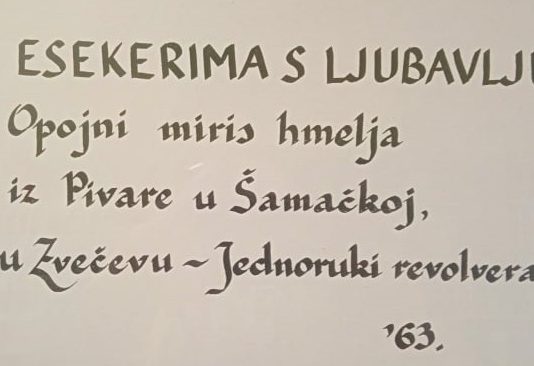 ESEKERIMA S LJUBAVLJU
Opojni miris hmelja
iz Pivare u Šamačkoj,
u Zvečevu ~ Jednoruki revolvera
'63.